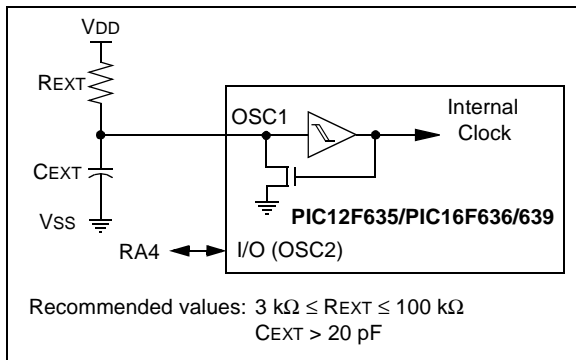 VDD
REXT
OSC1
Internal
Clock
CEXT
PIC12F635/PIC16F636/639
VSS
RA4
I/O (OSC2)
Recommended values: 3 kΩ ≤ REXT ≤ 100 kΩ
CEXT > 20 pF